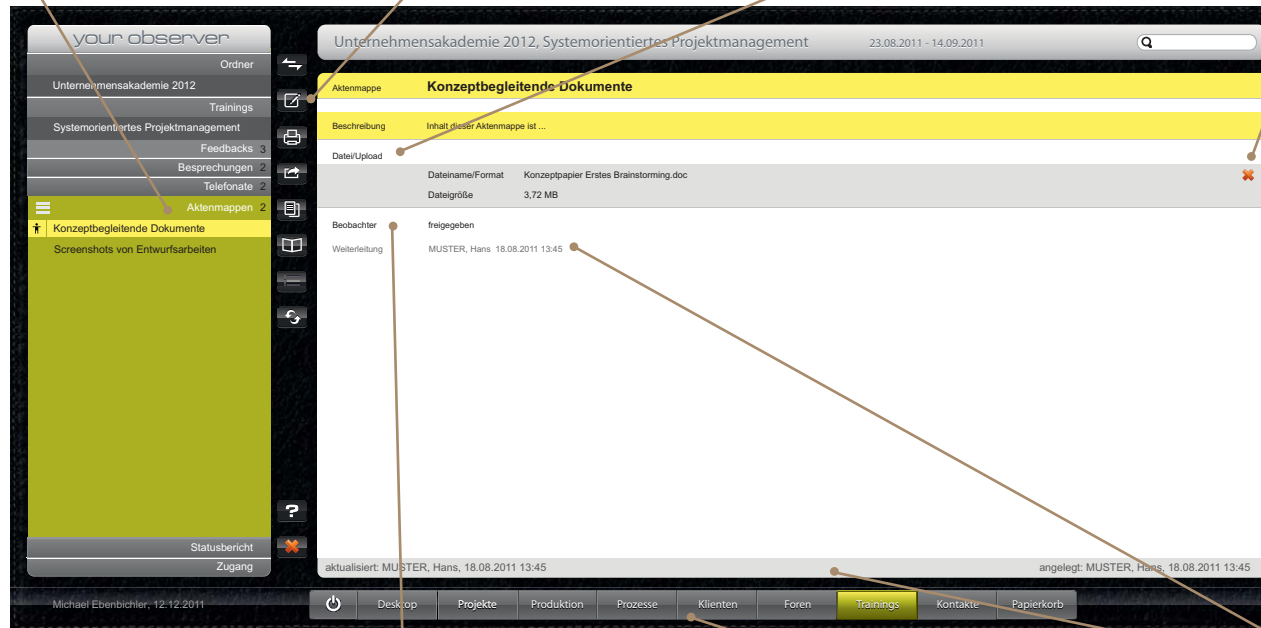 your observer
Ordner
Unternehmensakademie 2012
Trainings
Systemorientiertes Projektmanagement
Feedbacks 3
Besprechungen 2
Telefonate 2
Aktenmappen 2
Konzeptbegleitende Dokumente
Screenshots von Entwurfsarbeiten
Statusbericht
Zugang
Unternehmensakademie 2012, Systemorientiertes Projektmanagement 23.08.2011 - 14.09.2011
Aktenmappe Konzeptbegleitende Dokumente
Beschreibung Inhalt dieser Aktenmappe ist ...
Datei/Upload
Dateiname/Format Konzeptpapier Erstes Brainstorming.doc
Dateigröße 3,72 MB
Beobachter freigegeben
Weiterleitung MUSTER, Hans 18.08.2011 13:45
?
aktualisiert: MUSTER, Hans, 18.08.2011 13:45 angelegt: MUSTER, Hans, 18.08.2011 13:45
Michael Ebenbichler, 12.12.2011 Desktop Projekte Produktion Prozesse Klienten Foren Trainings Kontakte Papierkorb